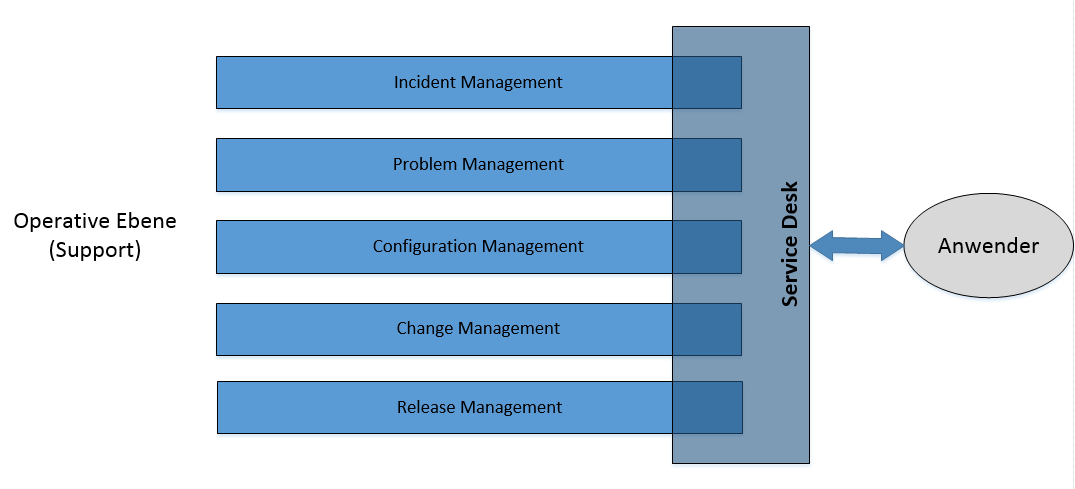 Incident Management
Problem Management
Operative Ebene
(Support)
Configuration Management
Change Management
Release Management
Service Desk
Anwender